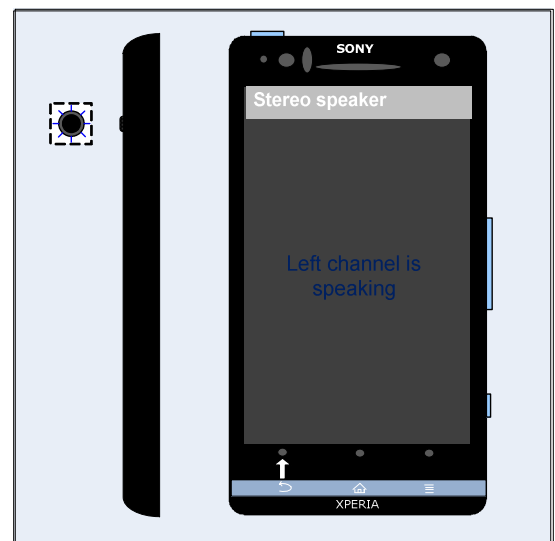 SONY
Stereo speaker
Left channel is
speaking
XPERIA